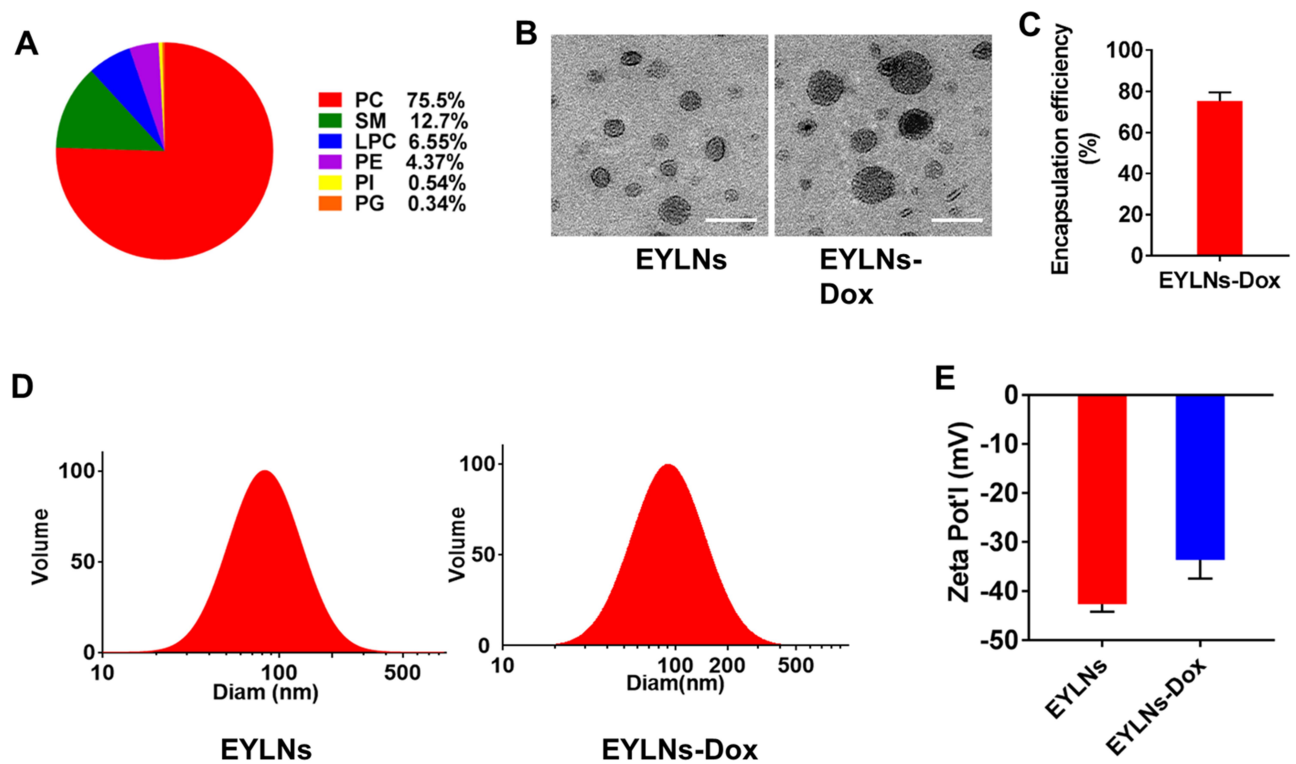 A
PC 75.5%
SM 12.7%
LPC 6.55%
PE 4.37%
PI 0.54%
PG 0.34%
B
EYLNs
EYLNs-
Dox
C
Encapsulation efficiency
(%)
100
80
60
40
20
0
EYLNs-Dox
D
Volume
100
50
0
10 100 500
Diam (nm)
EYLNs
Volume
100
50
0
10 100 200 500
Diam(nm)
EYLNs-Dox
E
Zeta Pot'l (mV)
0
-10
-20
-30
-40
-50
EYLNs
EYLNs-Dox